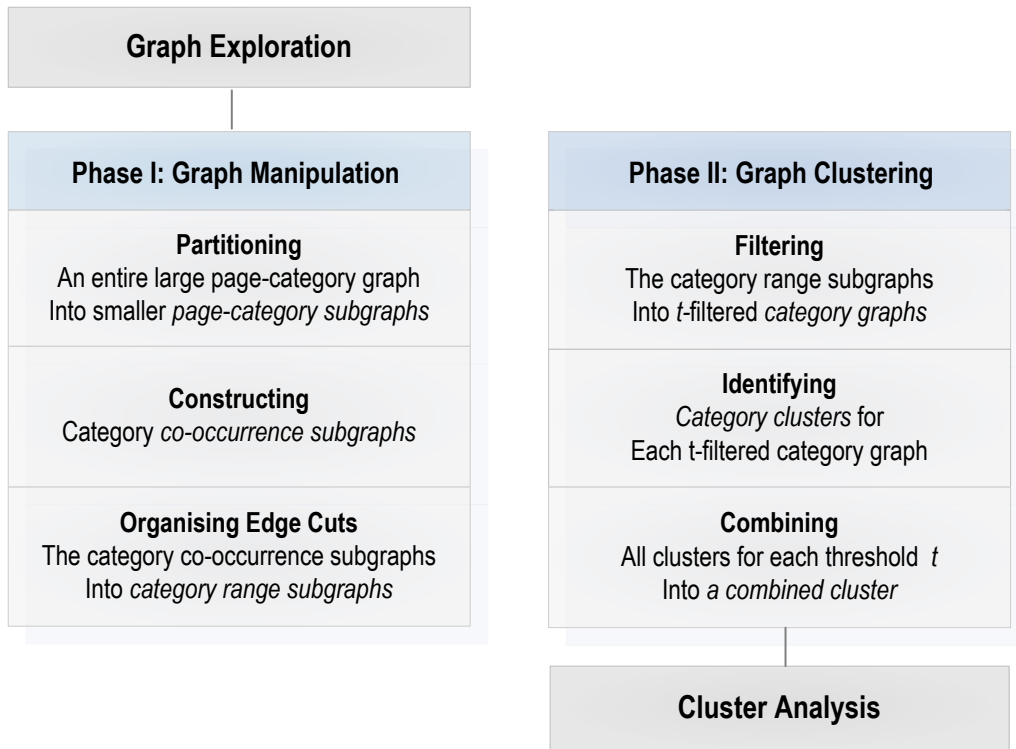 Graph Exploration
Phase I: Graph Manipulation
Partitioning
An entire large page-category graph
Into smaller page-category subgraphs
Constructing
Category co-occurrence subgraphs
Organising Edge Cuts
The category co-occurrence subgraphs
Into category range subgraphs
Phase II: Graph Clustering
Filtering
The category range subgraphs
Into t-filtered category graphs
Identifying
Category clusters for
Each t-filtered category graph
Combining
All clusters for each threshold t
Into a combined cluster
Cluster Analysis